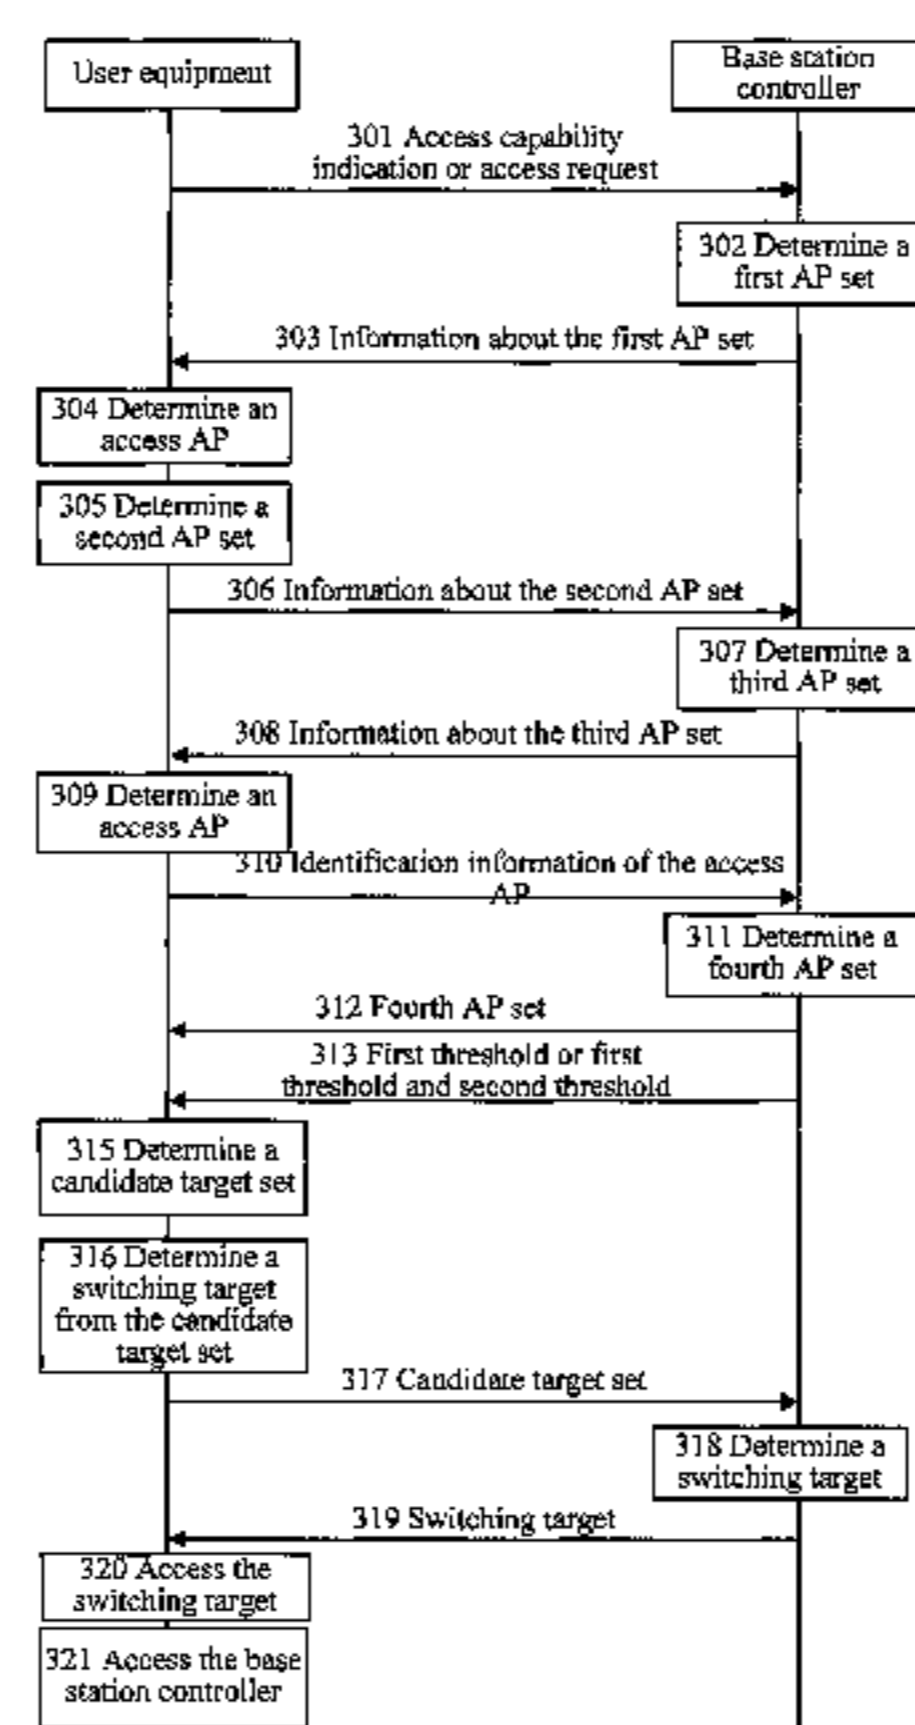 User equipment
Base station
controller
301 Access capability
indication or access request
302 Determine a
first AP set
303 Information about the first AP set
304 Determine an
access AP
305 Determine a
second AP set
306 Information about the second AP set
307 Determine a
third AP set
308 Information about the third AP set
309 Determine an
access AP
310 Identification information of the access
AP
311 Determine a
fourth AP set
312 Fourth AP set
313 First threshold or first
threshold and second threshold
315 Determine a
candidate target set
316 Determine a
switching target
from the candidate
target set
317 Candidate target set
318 Determine a
switching target
319 Switching target
320 Access the
switching target
321 Access the base
station controller